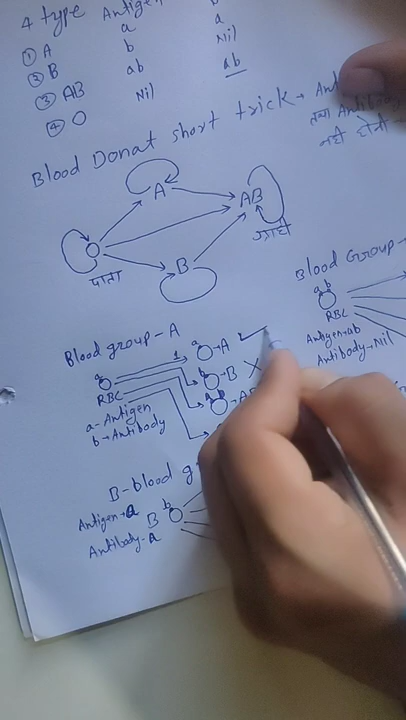 4 type Antigen
① A a a
② B b Nil
③ AB ab ab
④ O Nil
Blood Donat short trick →
नही होती
A
AB
O
B
दाता
Blood Group
a b
RBC
Antigen → ab
Antibody → Nil
Blood group - A
a
RBC
a - Antigen
b → Antibody
1 a → A ✓
b → B ×
B - blood
Antigen → a
B b
Antibody - a